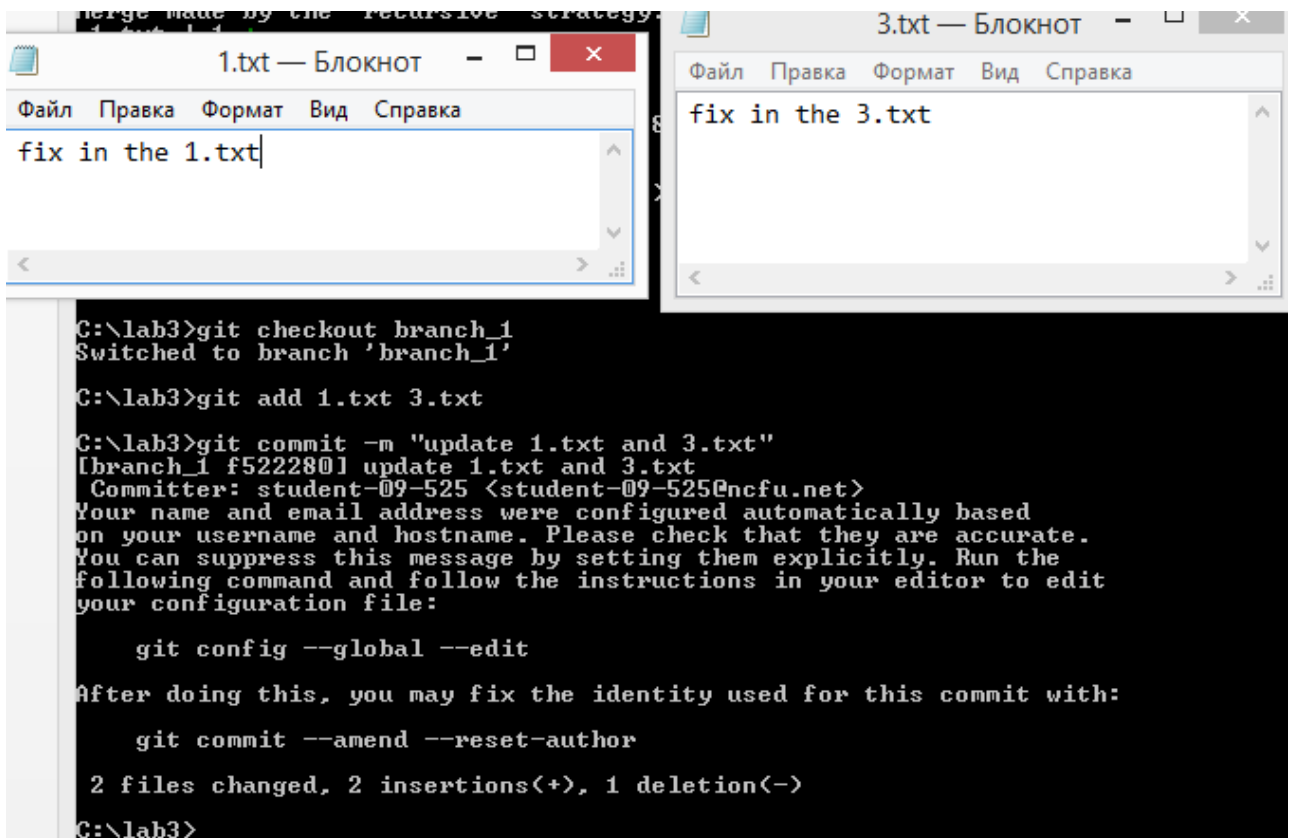 merge made by the 'recursive' strategy.
1.txt — Блокнот
Файл Правка Формат Вид Справка
fix in the 1.txt
3.txt — Блокнот
Файл Правка Формат Вид Справка
fix in the 3.txt
C:\lab3>git checkout branch_1
Switched to branch 'branch_1'
C:\lab3>git add 1.txt 3.txt
C:\lab3>git commit -m "update 1.txt and 3.txt"
[branch_1 f522280] update 1.txt and 3.txt
Committer: student-09-525 <student-09-525@ncfu.net>
Your name and email address were configured automatically based
on your username and hostname. Please check that they are accurate.
You can suppress this message by setting them explicitly. Run the
following command and follow the instructions in your editor to edit
your configuration file:
git config --global --edit
After doing this, you may fix the identity used for this commit with:
git commit --amend --reset-author
2 files changed, 2 insertions(+), 1 deletion(-)
C:\lab3>